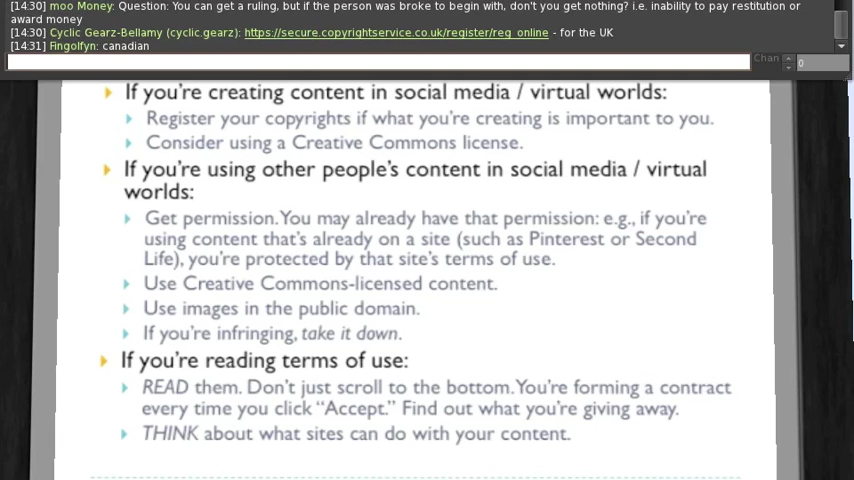 [14:30] moo Money: Question: You can get a ruling, but if the person was broke to begin with, don't you get nothing? i.e. inability to pay restitution or
award money
[14:30] Cyclic Gearz-Bellamy (cyclic.gearz): https://secure.copyrightservice.co.uk/register/reg_online - for the UK
[14:31] Fingolfyn: canadian
Chan 0
If you're creating content in social media / virtual worlds:
Register your copyrights if what you're creating is important to you.
Consider using a Creative Commons license.
If you're using other people's content in social media / virtual
worlds:
Get permission. You may already have that permission: e.g., if you're
using content that's already on a site (such as Pinterest or Second
Life), you're protected by that site's terms of use.
Use Creative Commons-licensed content.
Use images in the public domain.
If you're infringing, take it down.
If you're reading terms of use:
READ them. Don't just scroll to the bottom. You're forming a contract
every time you click “Accept.” Find out what you're giving away.
THINK about what sites can do with your content.